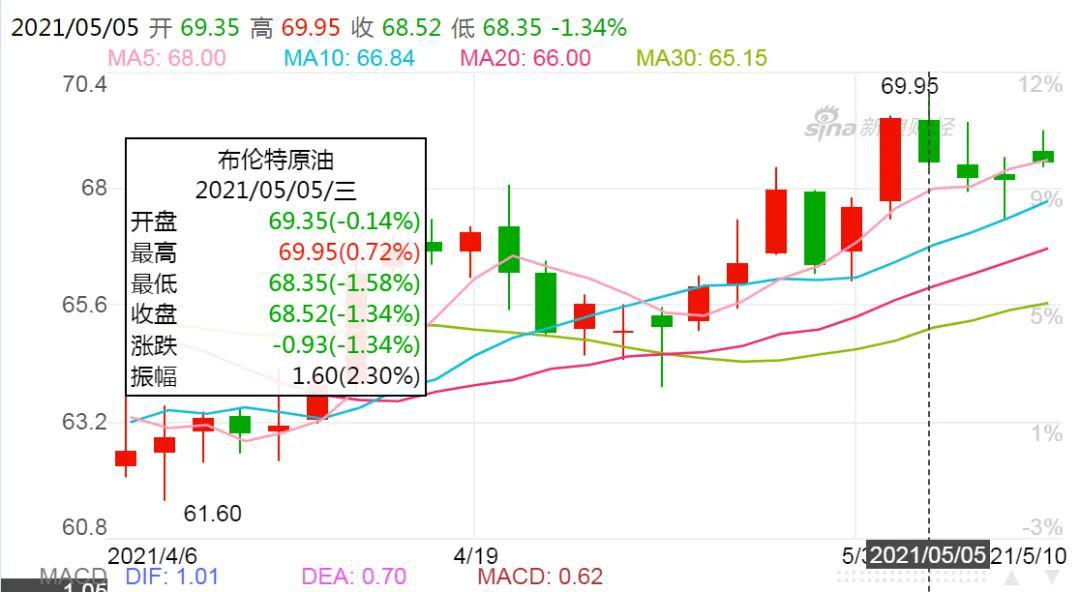 2021/05/05 开 69.35 高 69.95 收 68.52 低 68.35 -1.34%
MA5: 68.00 MA10: 66.84 MA20: 66.00 MA30: 65.15
70.4 69.95 12%
sina
布伦特原油
2021/05/05/三
68 9%
开盘 69.35(-0.14%)
最高 69.95(0.72%)
最低 68.35(-1.58%)
65.6 5%
收盘 68.52(-1.34%)
涨跌 -0.93(-1.34%)
振幅 1.60(2.30%)
63.2 1%
61.60
60.8 -3%
2021/4/6 4/19 5/3 2021/05/05 21/5/10
MACD DIF: 1.01 DEA: 0.70 MACD: 0.62
1.05